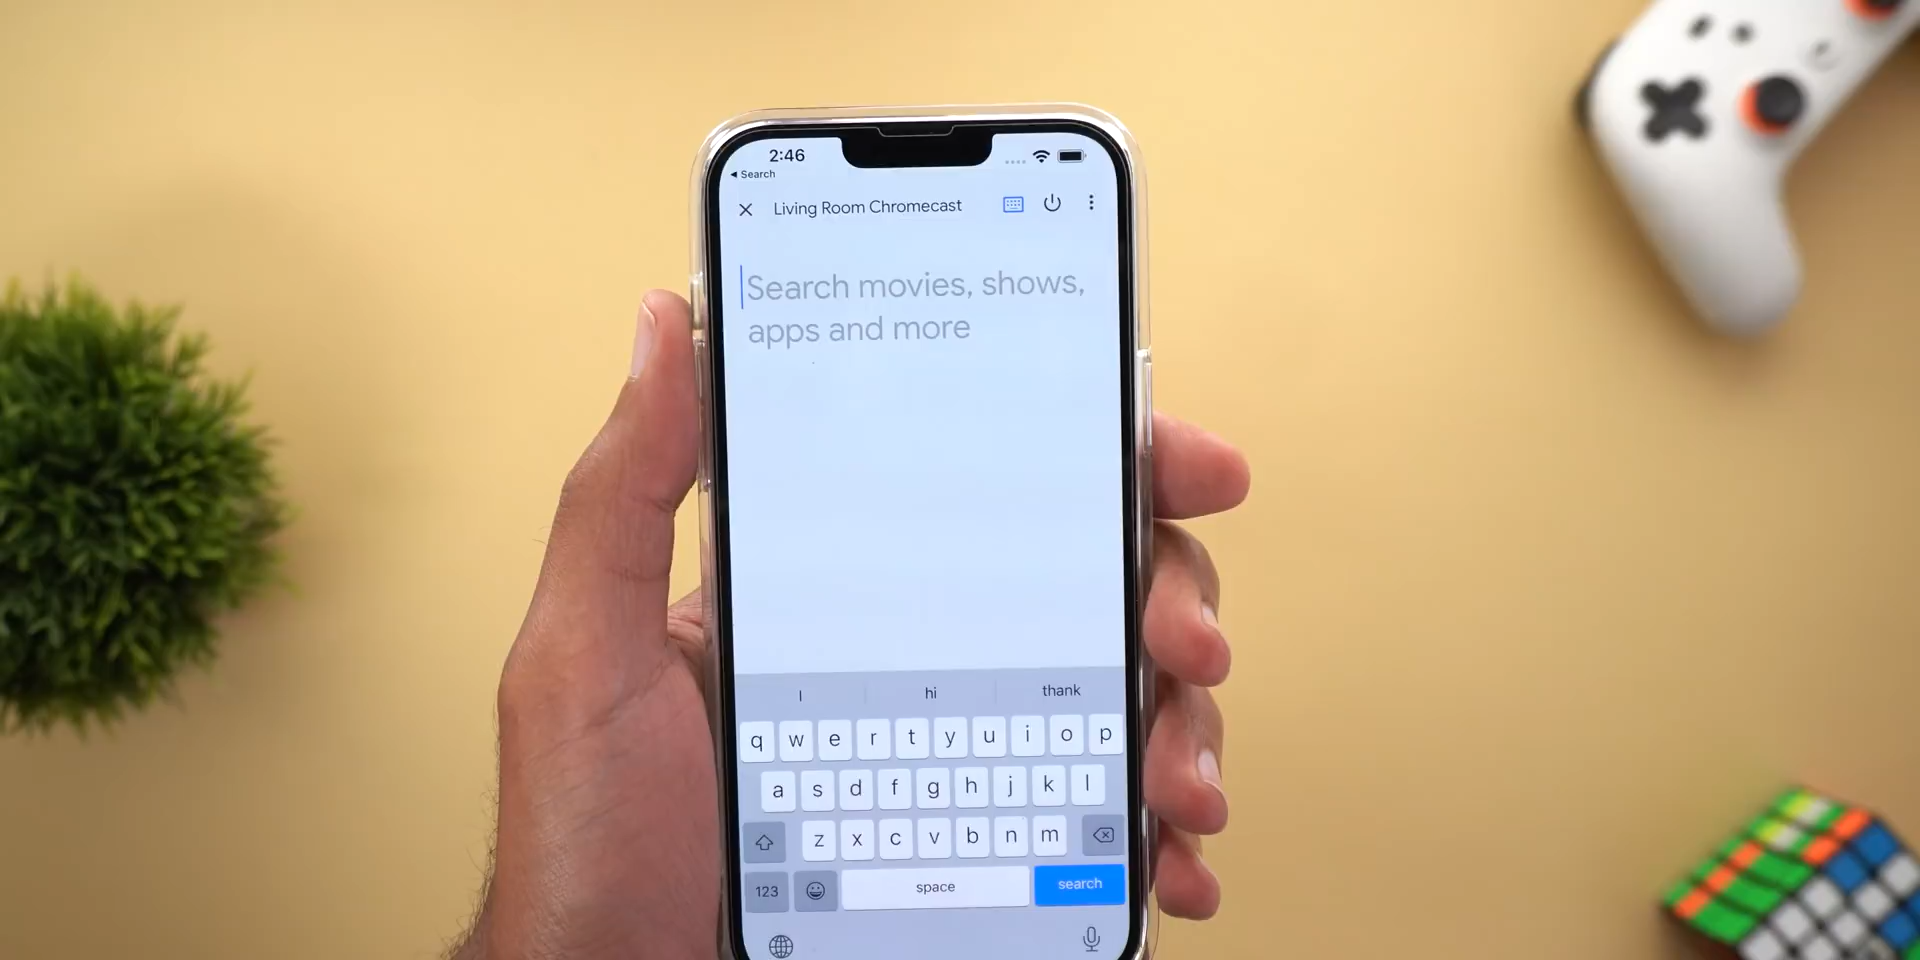 2:46
◀ Search
Living Room Chromecast
Search movies, shows,
apps and more
I hi thank
q w e r t y u i o p
a s d f g h j k l
z x c v b n m
123 space search